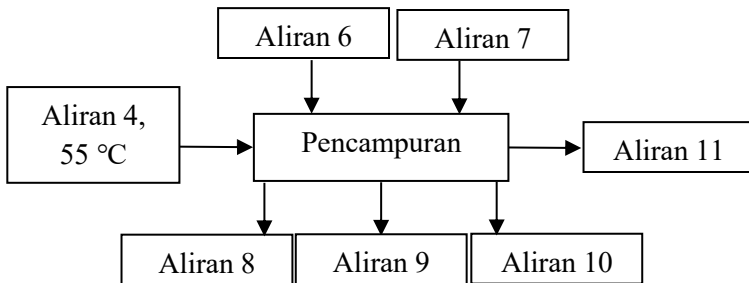 Aliran 6
Aliran 7
Aliran 4,
55 °C
Pencampuran
Aliran 11
Aliran 8
Aliran 9
Aliran 10